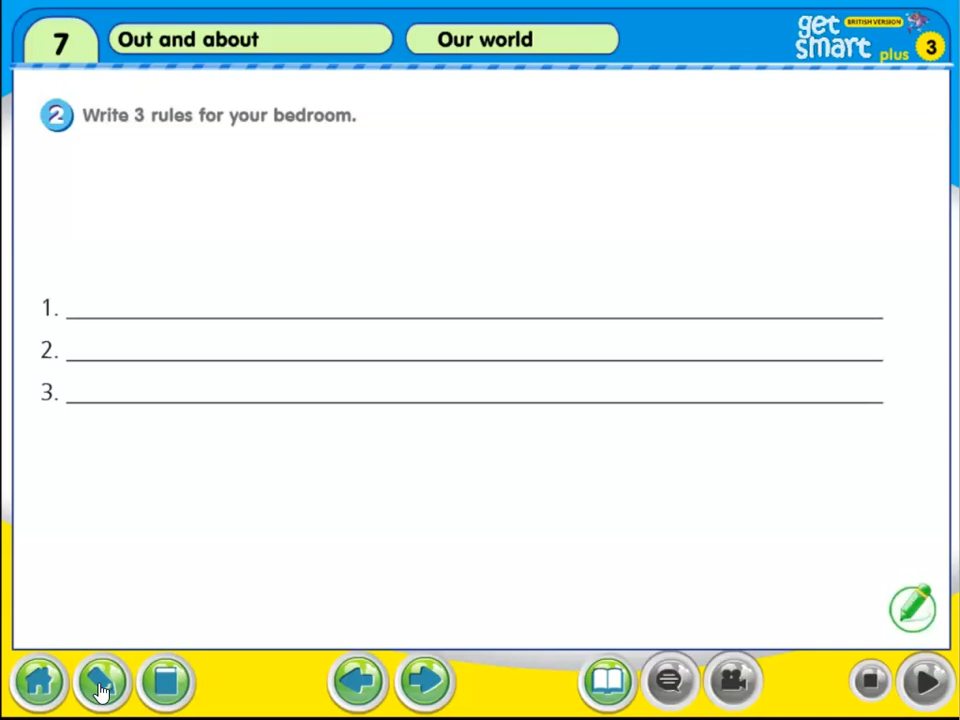 7
Out and about
Our world
get
BRITISH VERSION
smart plus 3
2 Write 3 rules for your bedroom.
1.
2.
3.